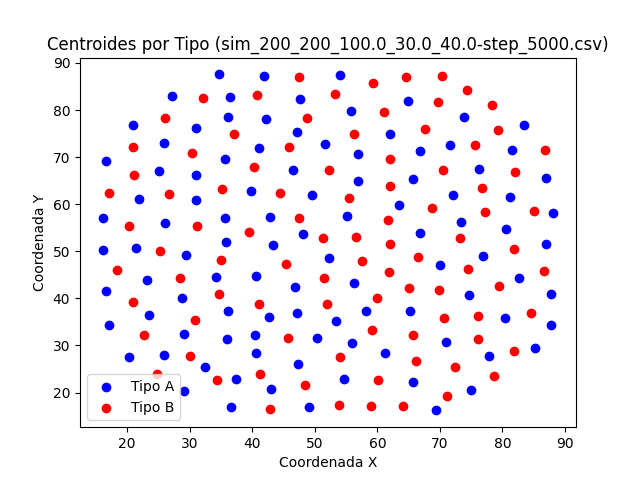 Centroides por Tipo (sim_200_200_100.0_30.0_40.0-step_5000.csv)
90
80
70
60
50
40
30
20
Coordenada Y
Tipo A
Tipo B
20 30 40 50 60 70 80 90
Coordenada X